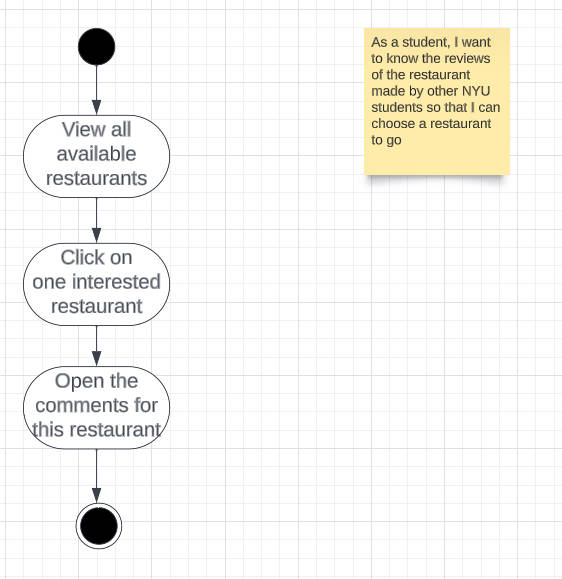 View all
available
restaurants
Click on
one interested
restaurant
Open the
comments for
this restaurant
As a student, I want
to know the reviews
of the restaurant
made by other NYU
students so that I can
choose a restaurant
to go